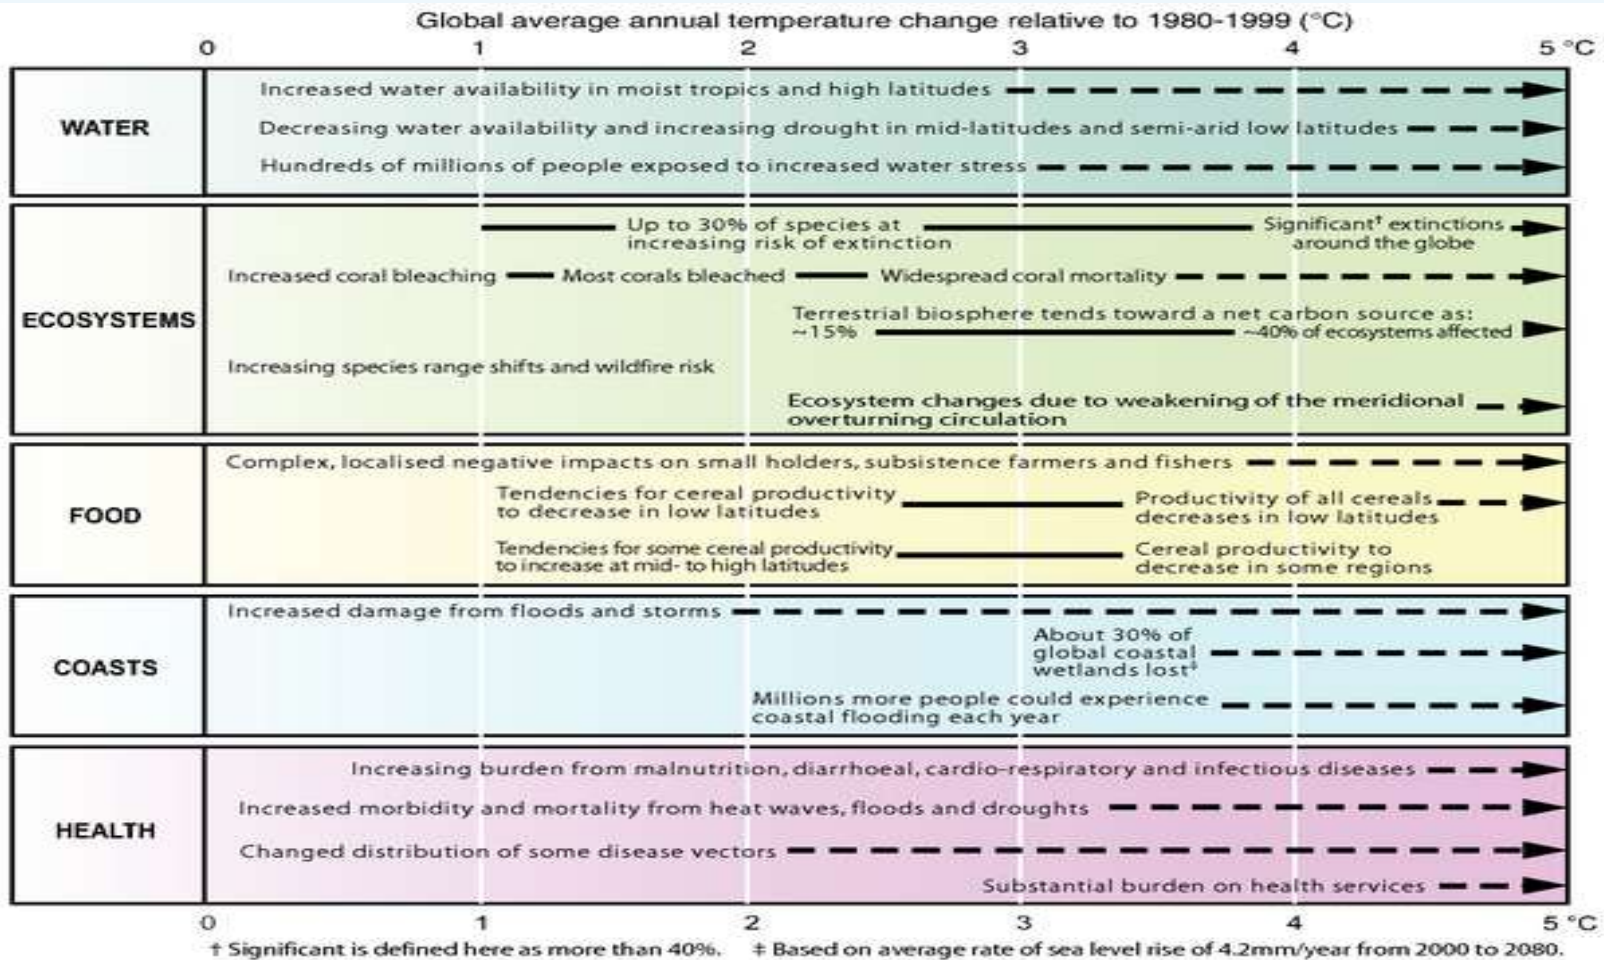 Global average annual temperature change relative to 1980-1999 (°C)
0 1 2 3 4 5 °C
WATER
Increased water availability in moist tropics and high latitudes
Decreasing water availability and increasing drought in mid-latitudes and semi-arid low latitudes
Hundreds of millions of people exposed to increased water stress
ECOSYSTEMS
Up to 30% of species at
increasing risk of extinction
Significant† extinctions
around the globe
Increased coral bleaching Most corals bleached Widespread coral mortality
Terrestrial biosphere tends toward a net carbon source as:
~15% ~40% of ecosystems affected
Increasing species range shifts and wildfire risk
Ecosystem changes due to weakening of the meridional
overturning circulation
FOOD
Complex, localised negative impacts on small holders, subsistence farmers and fishers
Tendencies for cereal productivity
to decrease in low latitudes
Productivity of all cereals
decreases in low latitudes
Tendencies for some cereal productivity
to increase at mid- to high latitudes
Cereal productivity to
decrease in some regions
COASTS
Increased damage from floods and storms
About 30% of
global coastal
wetlands lost‡
Millions more people could experience
coastal flooding each year
HEALTH
Increasing burden from malnutrition, diarrhoeal, cardio-respiratory and infectious diseases
Increased morbidity and mortality from heat waves, floods and droughts
Changed distribution of some disease vectors
Substantial burden on health services
0 1 2 3 4 5 °C
† Significant is defined here as more than 40%. ‡ Based on average rate of sea level rise of 4.2mm/year from 2000 to 2080.